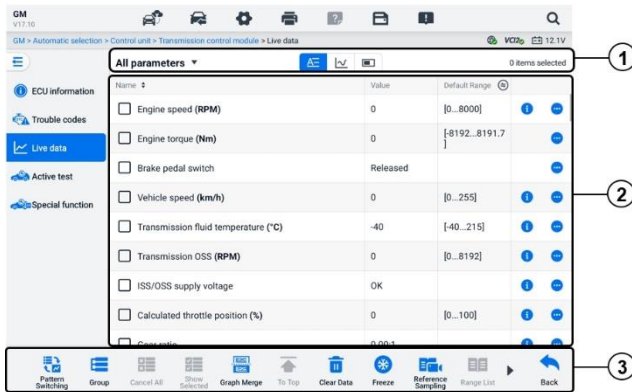 GM
V17.10
GM > Automatic selection > Control unit > Transmission control module > Live data
VCI 12.1V
All parameters ▼
0 items selected
1
ECU information
Trouble codes
Live data
Active test
Special function
Name Value Default Range
Engine speed (RPM) 0 [0...8000]
Engine torque (Nm) 0 [-8192...8191.7
]
Brake pedal switch Released
Vehicle speed (km/h) 0 [0...255]
2
Transmission fluid temperature (°C) -40 [-40...215]
Transmission OSS (RPM) 0 [0...8192]
ISS/OSS supply voltage OK
Calculated throttle position (%) 0 [0...100]
Gear ratio 0.00:1
Pattern
Switching
Group
Cancel All
Show
Selected
Graph Merge
To Top
Clear Data
Freeze
Reference
Sampling
Range List
Back
3